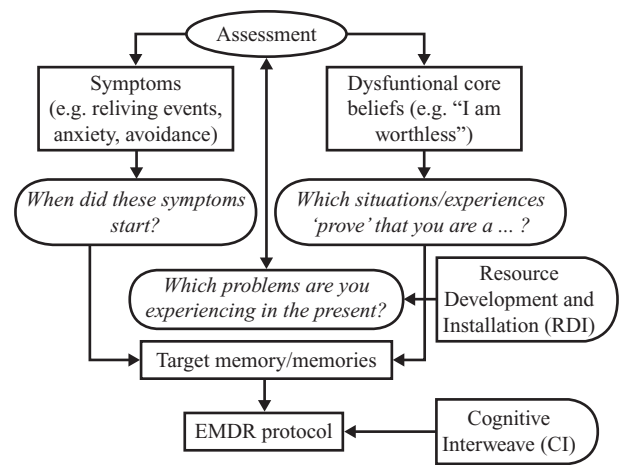 Assessment
Symptoms
(e.g. reliving events,
anxiety, avoidance)
Dysfuntional core
beliefs (e.g. “I am
worthless”)
When did these symptoms
start?
Which situations/experiences
‘prove’ that you are a ... ?
Which problems are you
experiencing in the present?
Resource
Development and
Installation (RDI)
Target memory/memories
EMDR protocol
Cognitive
Interweave (CI)